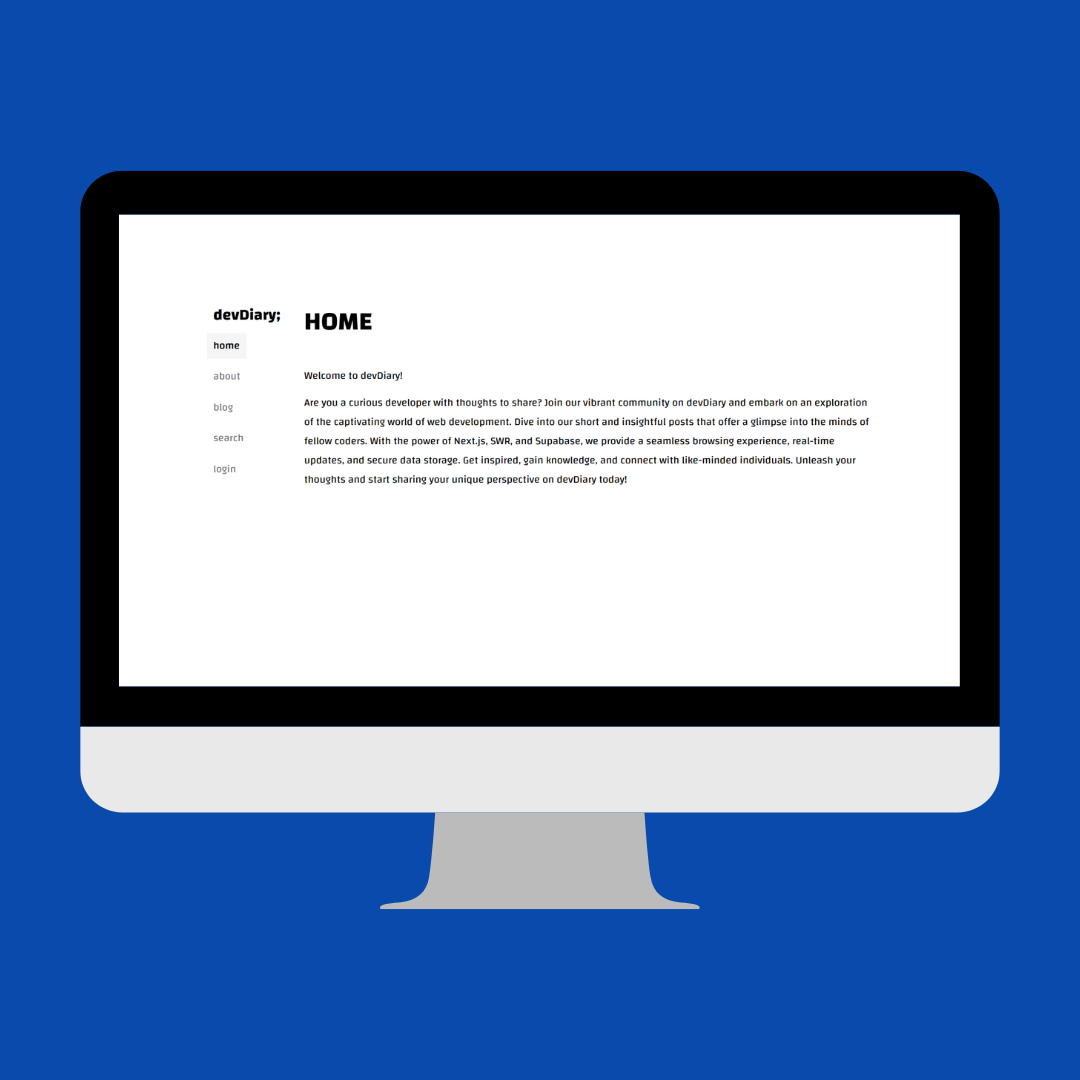 devDiary;
home
about
blog
search
login
HOME
Welcome to devDiary!
Are you a curious developer with thoughts to share? Join our vibrant community on devDiary and embark on an exploration
of the captivating world of web development. Dive into our short and insightful posts that offer a glimpse into the minds of
fellow coders. With the power of Next.js, SWR, and Supabase, we provide a seamless browsing experience, real-time
updates, and secure data storage. Get inspired, gain knowledge, and connect with like-minded individuals. Unleash your
thoughts and start sharing your unique perspective on devDiary today!